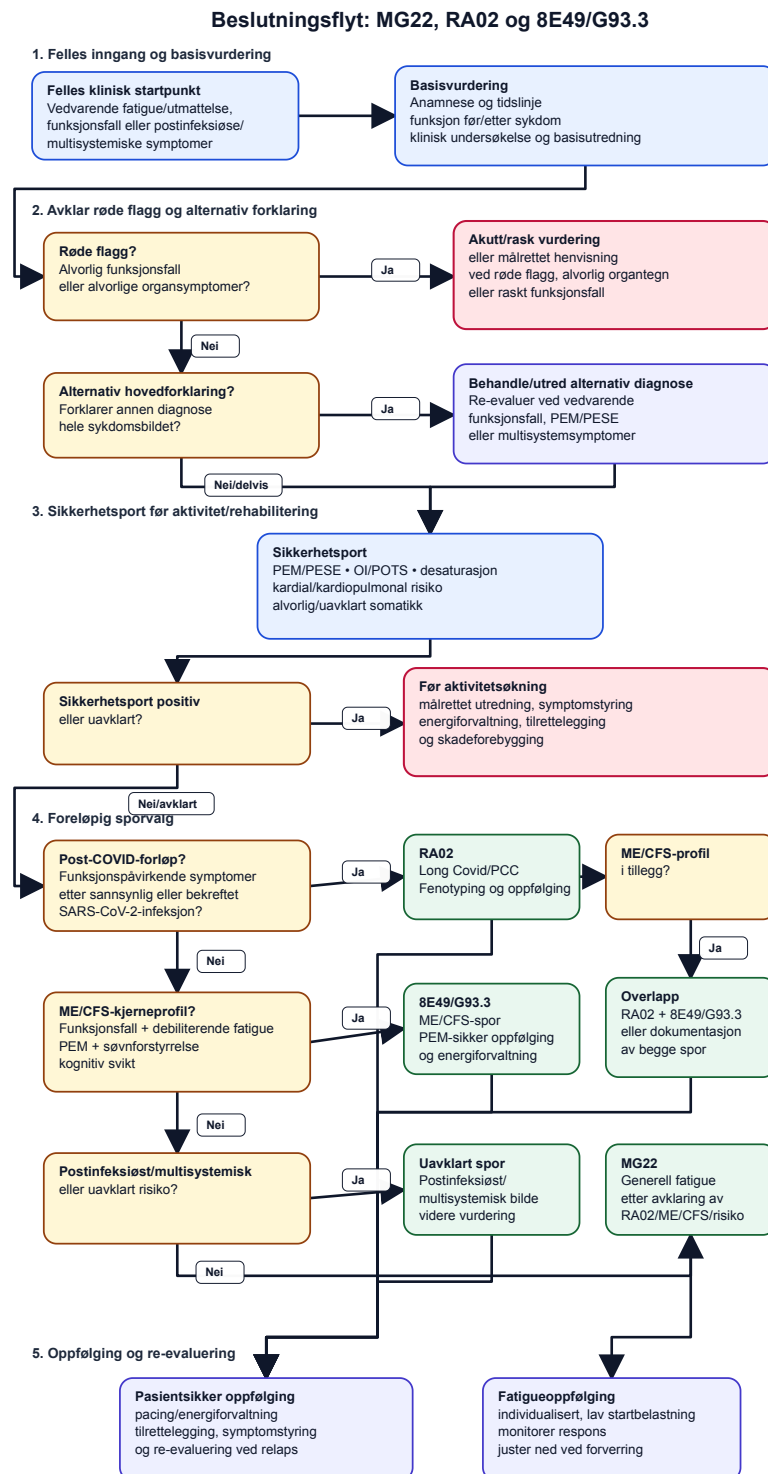 Beslutningsflyt: MG22, RA02 og 8E49/G93.3
1. Felles inngang og basisvurdering
Felles klinisk startpunkt
Vedvarende fatigue/utmattelse,
funksjonsfall eller postinfeksiøse/
multisystemiske symptomer
Basisvurdering
Anamnese og tidslinje
funksjon før/etter sykdom
klinisk undersøkelse og basisutredning
2. Avklar røde flagg og alternativ forklaring
Røde flagg?
Alvorlig funksjonsfall
eller alvorlige organsymptomer?
Ja
Akutt/rask vurdering
eller målrettet henvisning
ved røde flagg, alvorlig organtegn
eller raskt funksjonsfall
Nei
Alternativ hovedforklaring?
Forklarer annen diagnose
hele sykdomsbildet?
Ja
Behandle/utred alternativ diagnose
Re-evaluer ved vedvarende
funksjonsfall, PEM/PESE
eller multisystemsymptomer
Nei/delvis
3. Sikkerhetsport før aktivitet/rehabilitering
Sikkerhetsport
PEM/PESE • OI/POTS • desaturasjon
kardial/kardiopulmonal risiko
alvorlig/uavklart somatikk
Sikkerhetsport positiv
eller uavklart?
Ja
Før aktivitetsøkning
målrettet utredning, symptomstyring
energiforvaltning, tilrettelegging
og skadeforebygging
Nei/avklart
4. Foreløpig sporvalg
Post-COVID-forløp?
Funksjonspåvirkende symptomer
etter sannsynlig eller bekreftet
SARS-CoV-2-infeksjon?
Ja
RA02
Long Covid/PCC
Fenotyping og oppfølging
ME/CFS-profil
i tillegg?
Nei
Ja
ME/CFS-kjerneprofil?
Funksjonsfall + debiliterende fatigue
PEM + søvnforstyrrelse
kognitiv svikt
Ja
8E49/G93.3
ME/CFS-spor
PEM-sikker oppfølging
og energiforvaltning
Overlapp
RA02 + 8E49/G93.3
eller dokumentasjon
av begge spor
Nei
Postinfeksiøst/multisystemisk
eller uavklart risiko?
Ja
Uavklart spor
Postinfeksiøst/
multisystemisk bilde
videre vurdering
MG22
Generell fatigue
etter avklaring av
RA02/ME/CFS/risiko
Nei
5. Oppfølging og re-evaluering
Pasientsikker oppfølging
pacing/energiforvaltning
tilrettelegging, symptomstyring
og re-evaluering ved relaps
Fatigueoppfølging
individualisert, lav startbelastning
monitorer respons
juster ned ved forverring